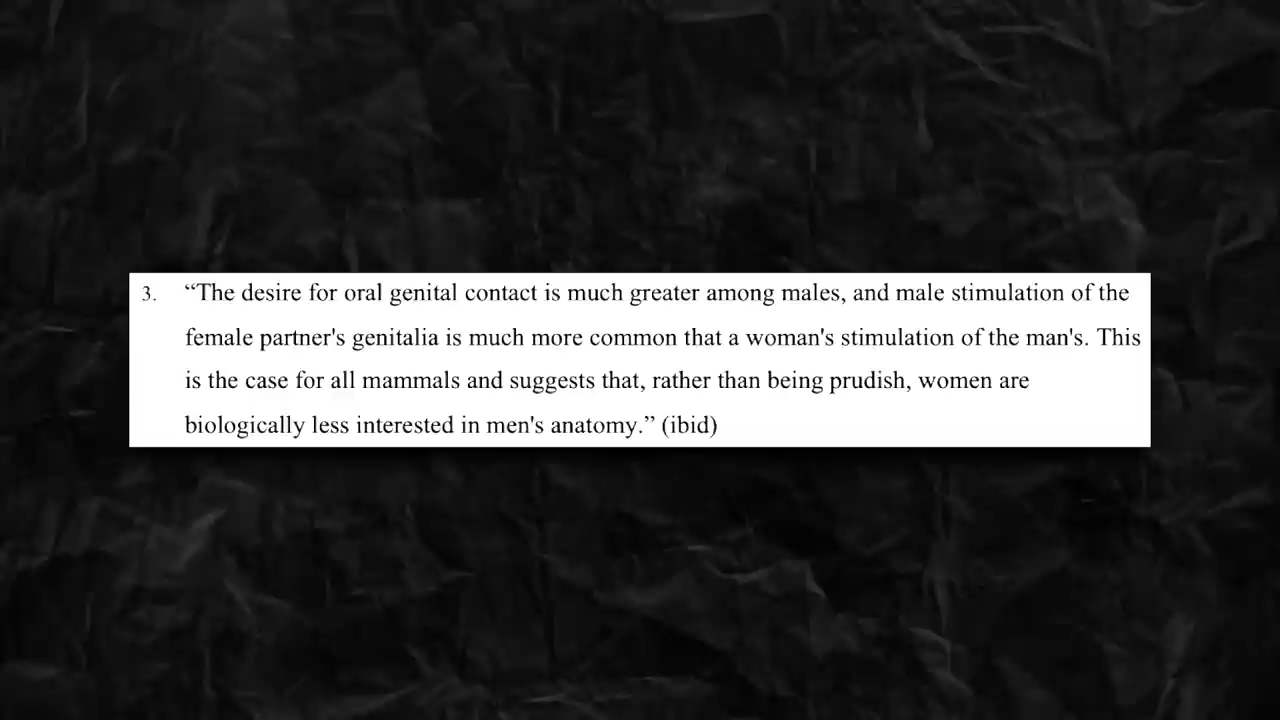 3. “The desire for oral genital contact is much greater among males, and male stimulation of the
female partner's genitalia is much more common that a woman's stimulation of the man's. This
is the case for all mammals and suggests that, rather than being prudish, women are
biologically less interested in men's anatomy.” (ibid)